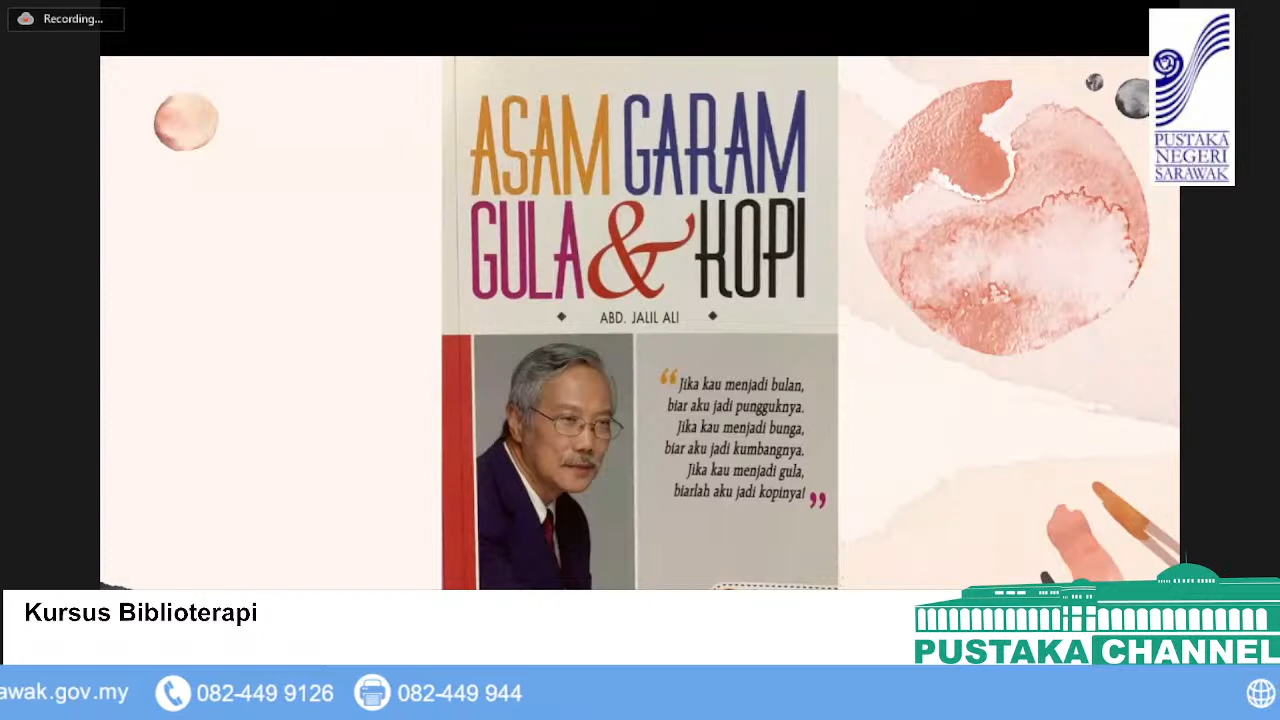 Recording...
PUSTAKA
NEGERI
SARAWAK
ASAM GARAM
GULA & KOPI
ABD. JALIL ALI
“Jika kau menjadi bulan,
biar aku jadi pungguknya.
Jika kau menjadi bunga,
biar aku jadi kumbangnya.
Jika kau menjadi gula,
biarlah aku jadi kopinya!”
Kursus Biblioterapi
PUSTAKA CHANNEL
awak.gov.my 082-449 9126 082-449 944